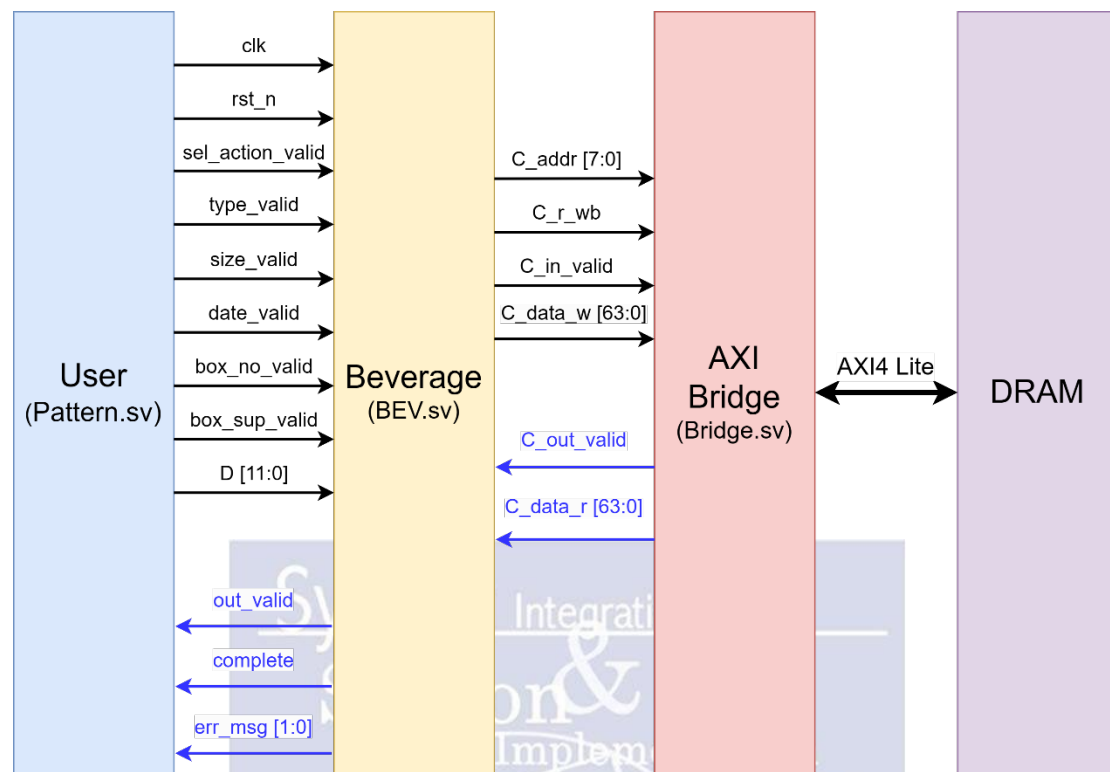 clk
rst_n
sel_action_valid
type_valid
size_valid
date_valid
box_no_valid
box_sup_valid
D [11:0]
out_valid
complete
err_msg [1:0]
User
(Pattern.sv)
Beverage
(BEV.sv)
C_addr [7:0]
C_r_wb
C_in_valid
C_data_w [63:0]
C_out_valid
C_data_r [63:0]
AXI
Bridge
(Bridge.sv)
AXI4 Lite
DRAM
&